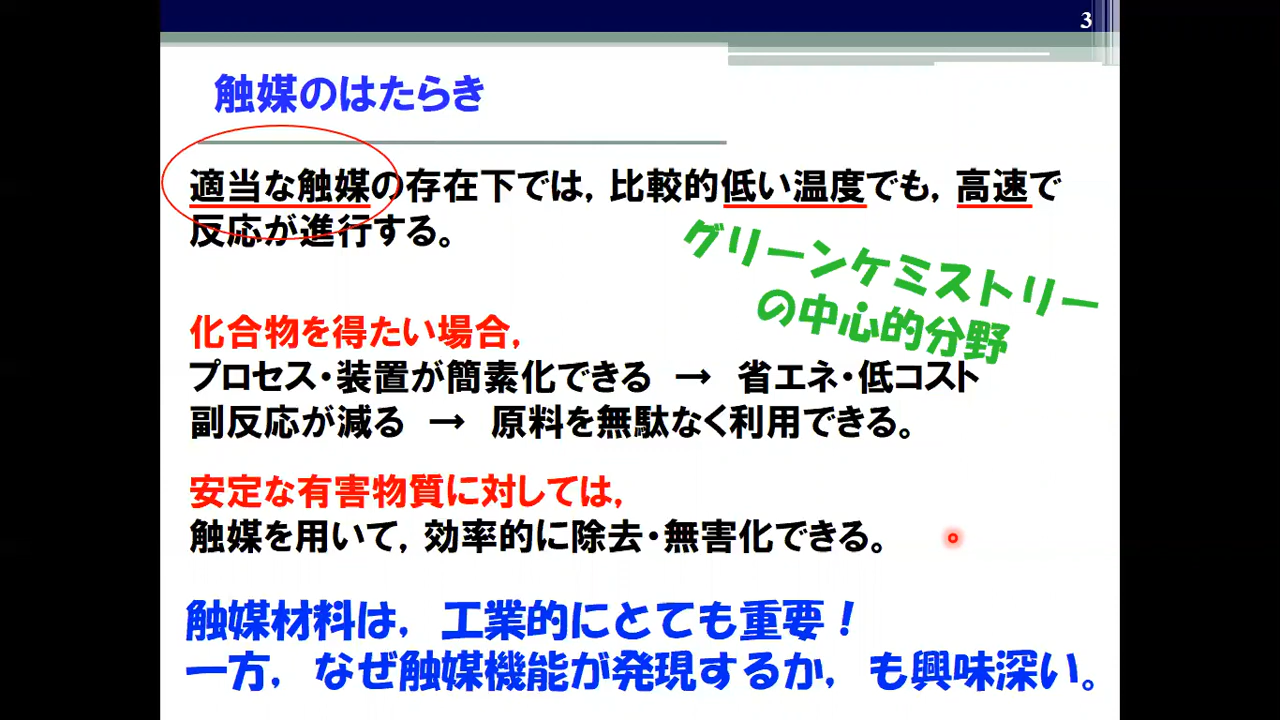 3
触媒のはたらき
適当な触媒の存在下では，比較的低い温度でも，高速で
反応が進行する。
グリーンケミストリー
の中心的分野
化合物を得たい場合，
プロセス・装置が簡素化できる → 省エネ・低コスト
副反応が減る → 原料を無駄なく利用できる。
安定な有害物質に対しては，
触媒を用いて，効率的に除去・無害化できる。
触媒材料は，工業的にとても重要！
一方，なぜ触媒機能が発現するか，も興味深い。